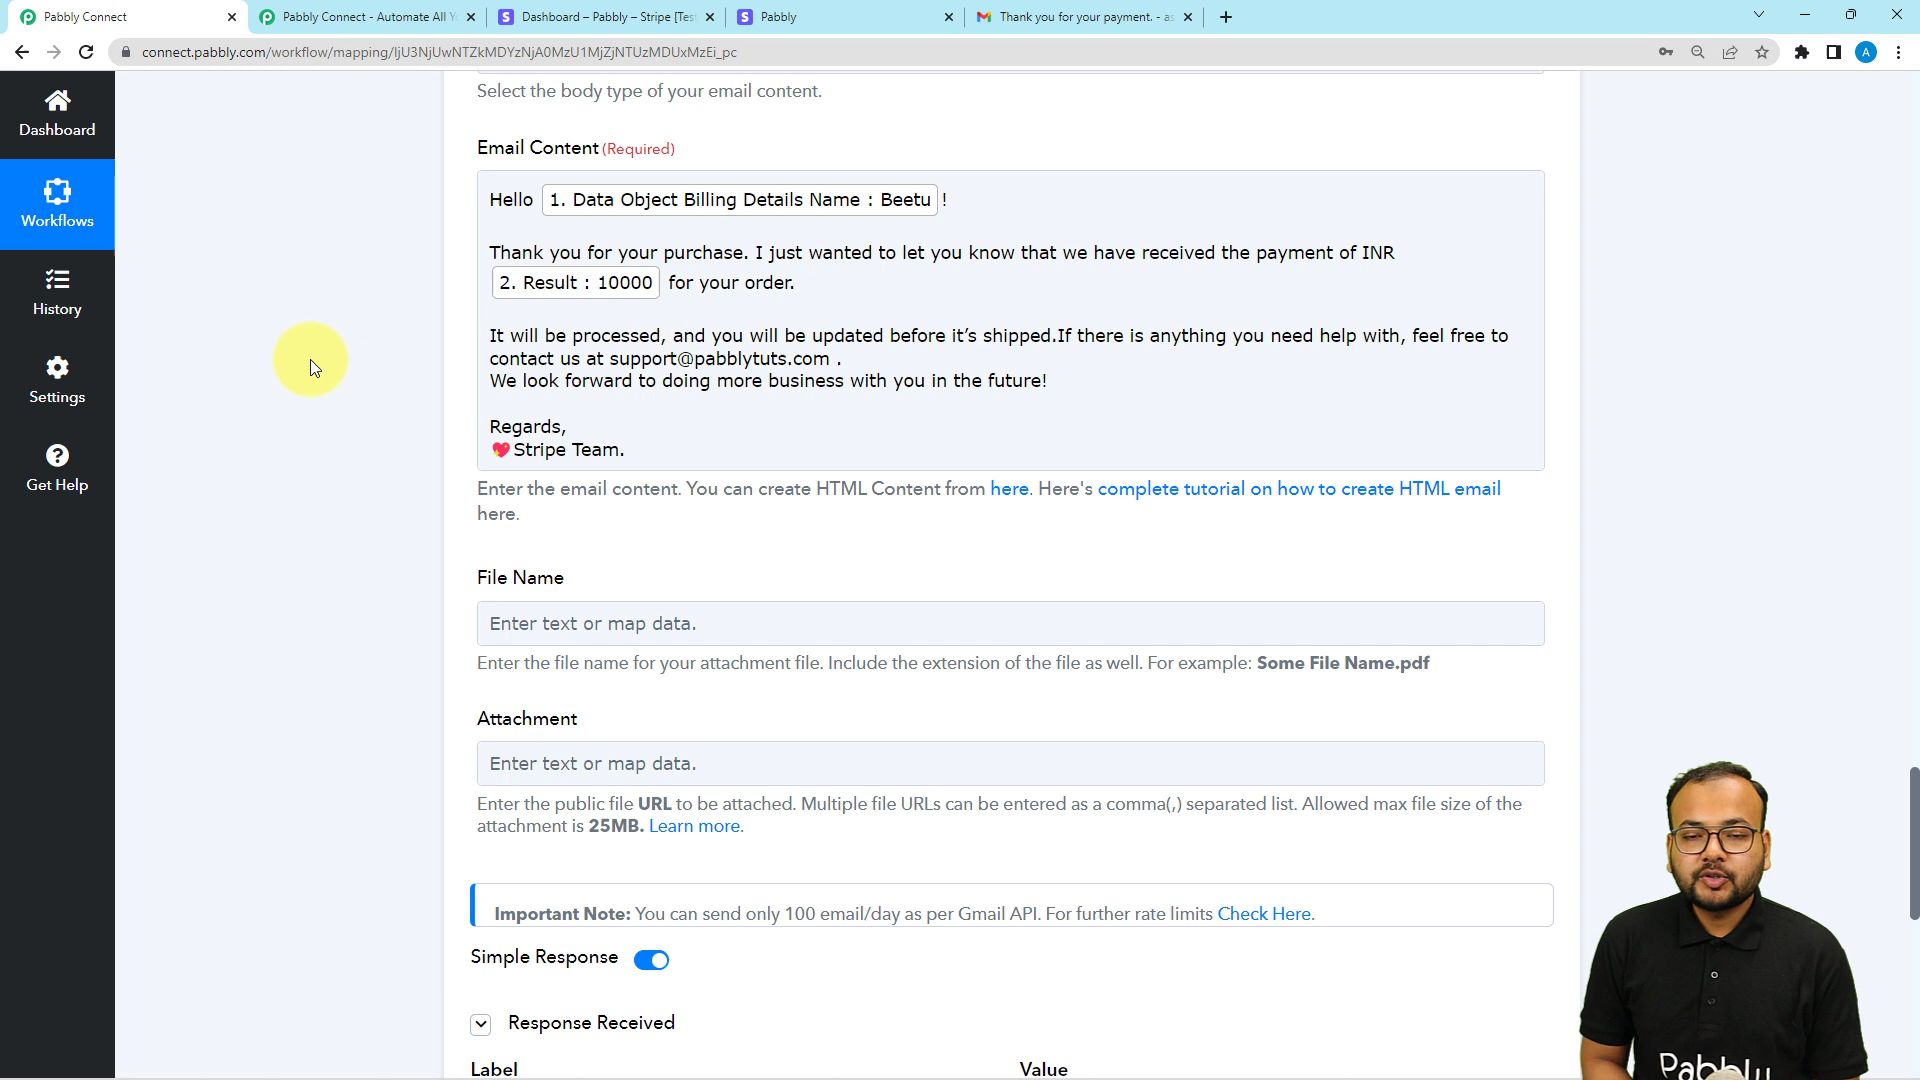 Pabbly Connect
Pabbly Connect - Automate All Yo
Dashboard – Pabbly – Stripe [Test
Pabbly
Thank you for your payment. - as
connect.pabbly.com/workflow/mapping/IjU3NjUwNTZkMDYzNjA0MzU1MjZjNTUzMDUxMzEi_pc
A
Dashboard
Workflows
History
Settings
Get Help
Select the body type of your email content.
Email Content (Required)
Hello 1. Data Object Billing Details Name : Beetu !
Thank you for your purchase. I just wanted to let you know that we have received the payment of INR
2. Result : 10000 for your order.
It will be processed, and you will be updated before it’s shipped.If there is anything you need help with, feel free to
contact us at support@pabblytuts.com .
We look forward to doing more business with you in the future!
Regards,
💖Stripe Team.
Enter the email content. You can create HTML Content from here. Here's complete tutorial on how to create HTML email
here.
File Name
Enter text or map data.
Enter the file name for your attachment file. Include the extension of the file as well. For example: Some File Name.pdf
Attachment
Enter text or map data.
Enter the public file URL to be attached. Multiple file URLs can be entered as a comma(,) separated list. Allowed max file size of the
attachment is 25MB. Learn more.
Important Note: You can send only 100 email/day as per Gmail API. For further rate limits Check Here.
Simple Response
Response Received
Label
Value
Pabbly